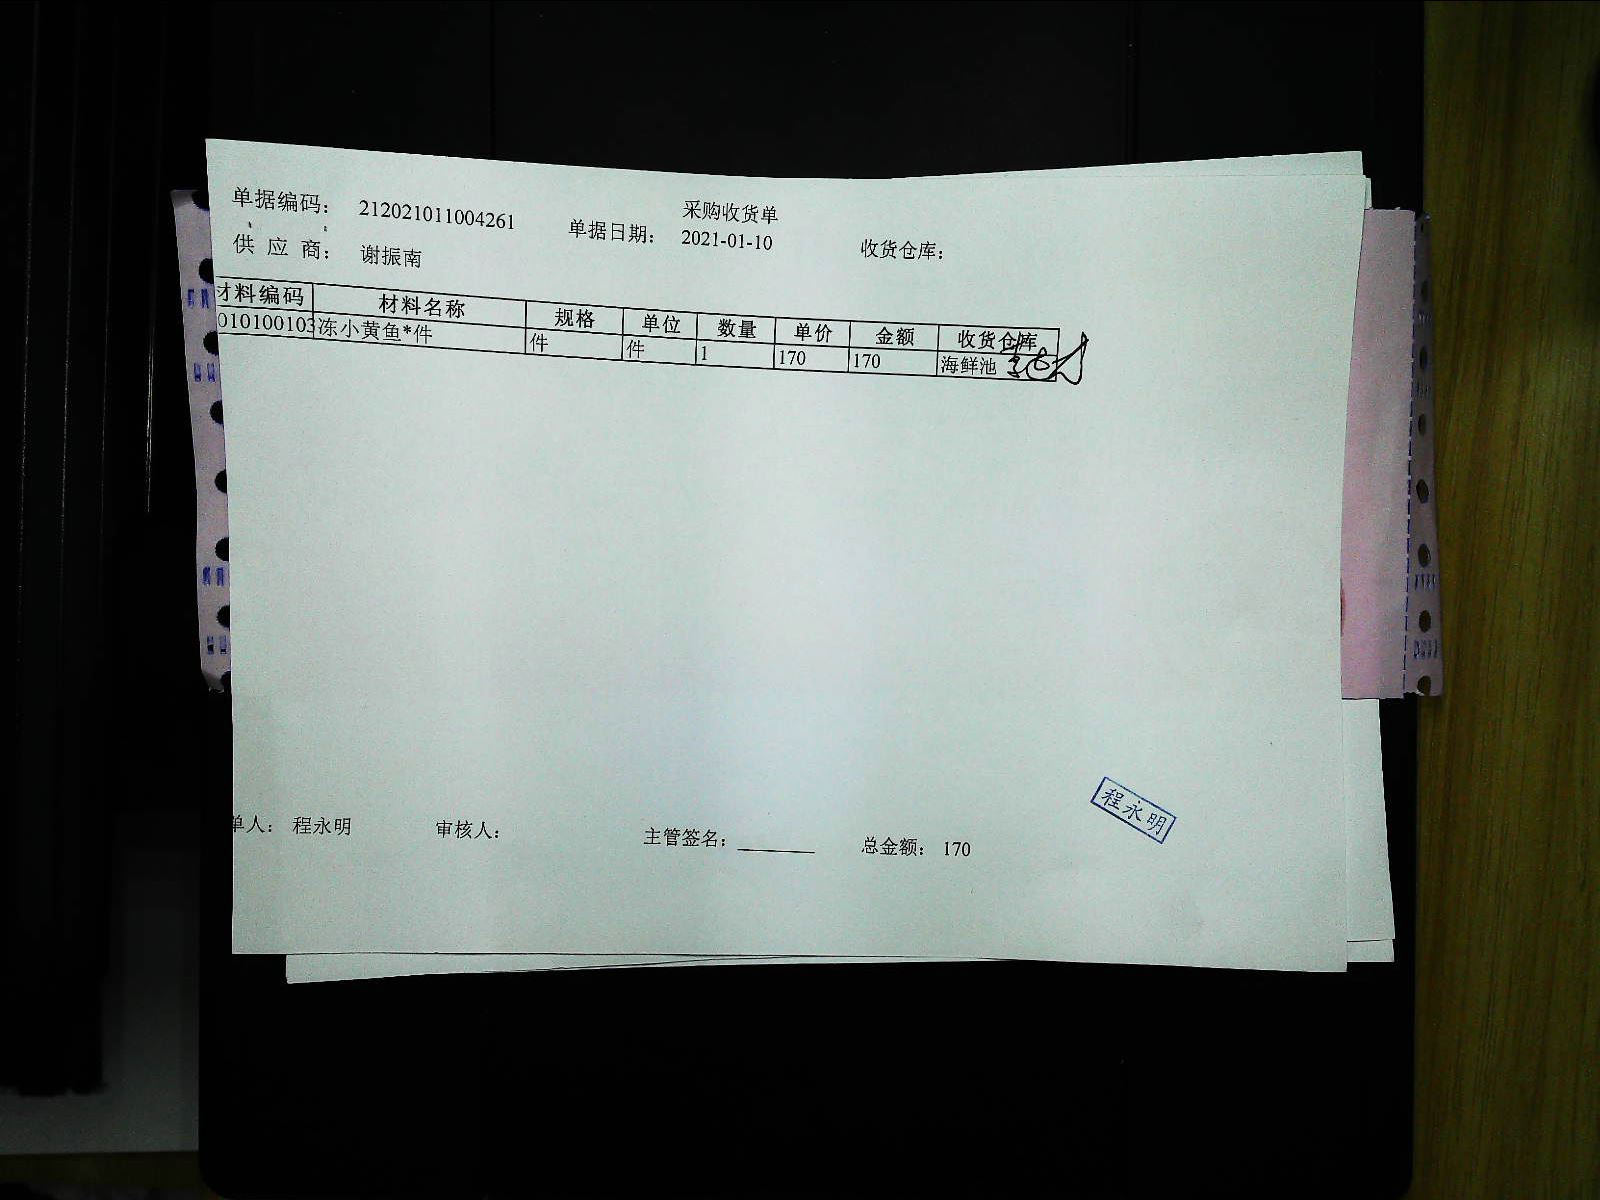 采购收货单
单据编码： 212021011004261 单据日期： 2021-01-10 收货仓库：
供应商： 谢振南
材料编码 材料名称 规格 单位 数量 单价 金额 收货仓库
010100103 冻小黄鱼*件 件 件 1 170 170 海鲜池
单人： 程永明 审核人： 主管签名： 总金额： 170
程永明